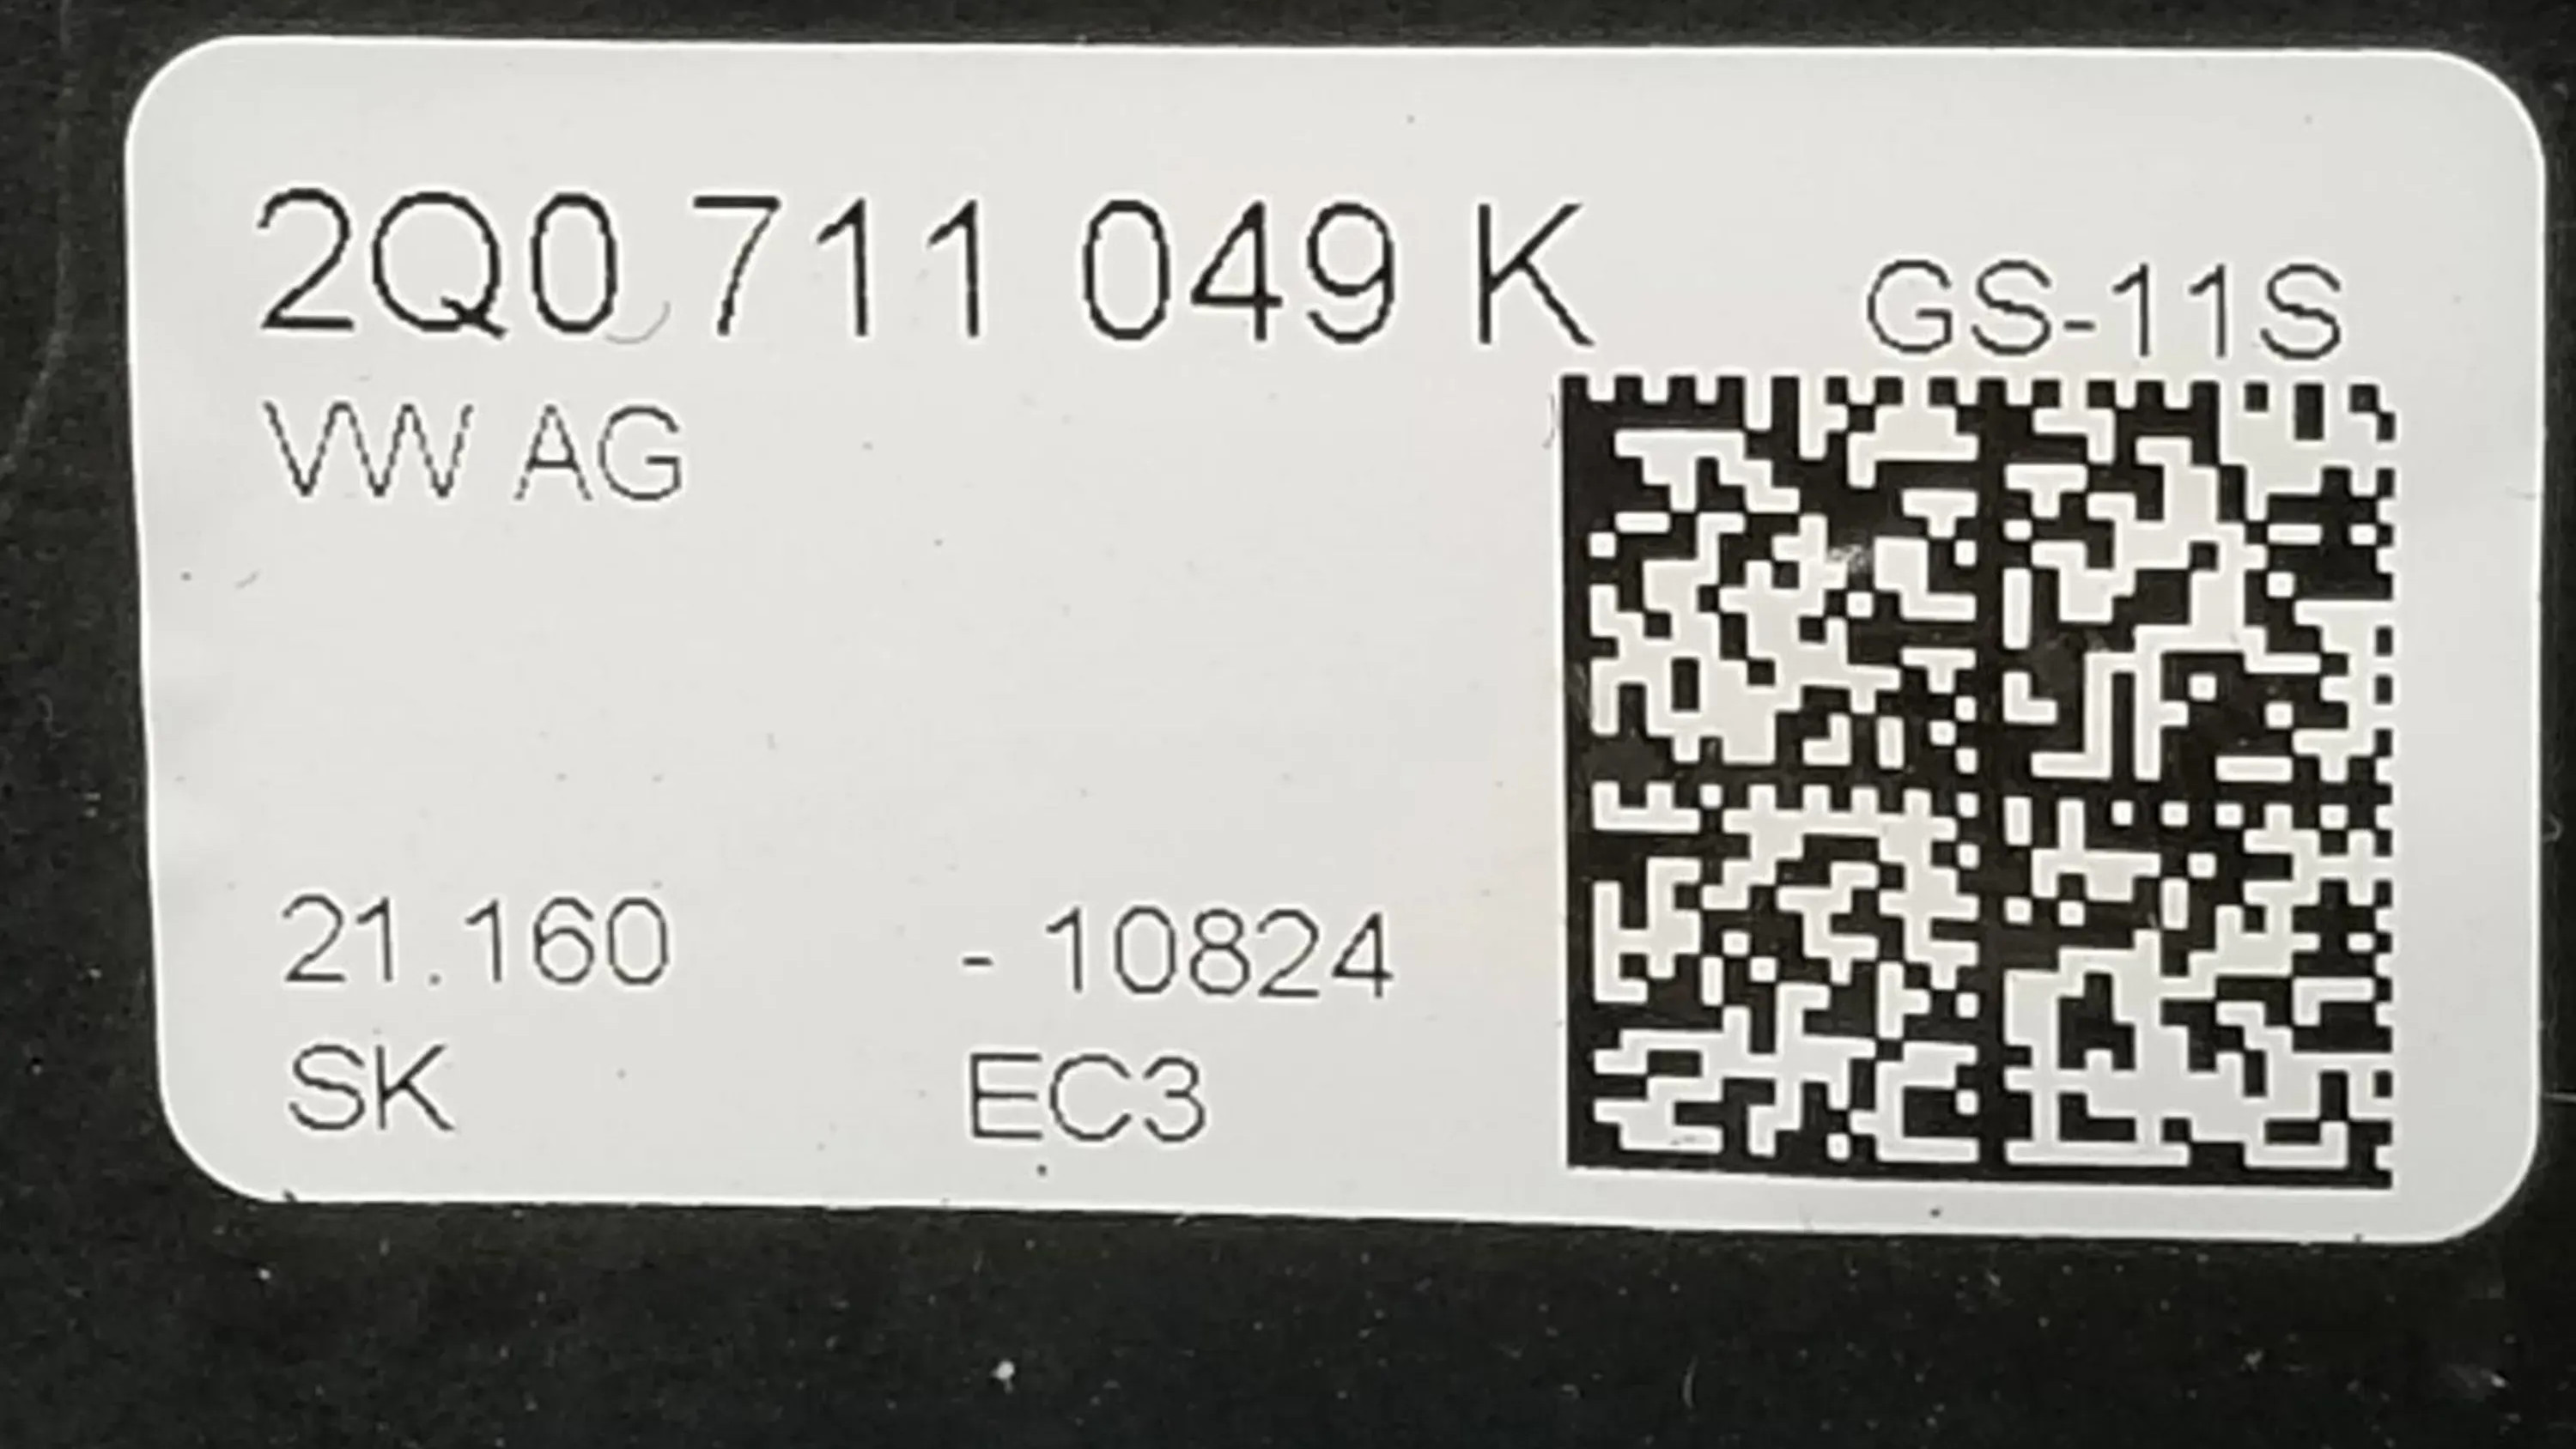 2Q0 711 049 K
GS-11S
VW AG
21.160 - 10824
SK EC3